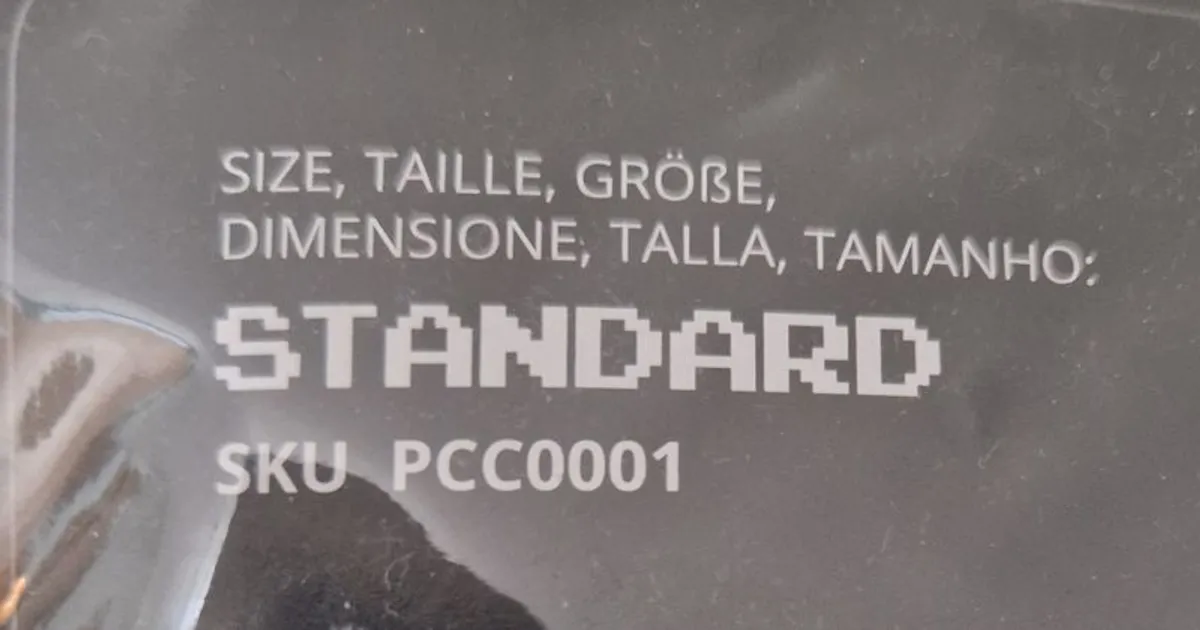 SIZE, TAILLE, GRÖßE,
DIMENSIONE, TALLA, TAMANHO:
STANDARD
SKU PCC0001